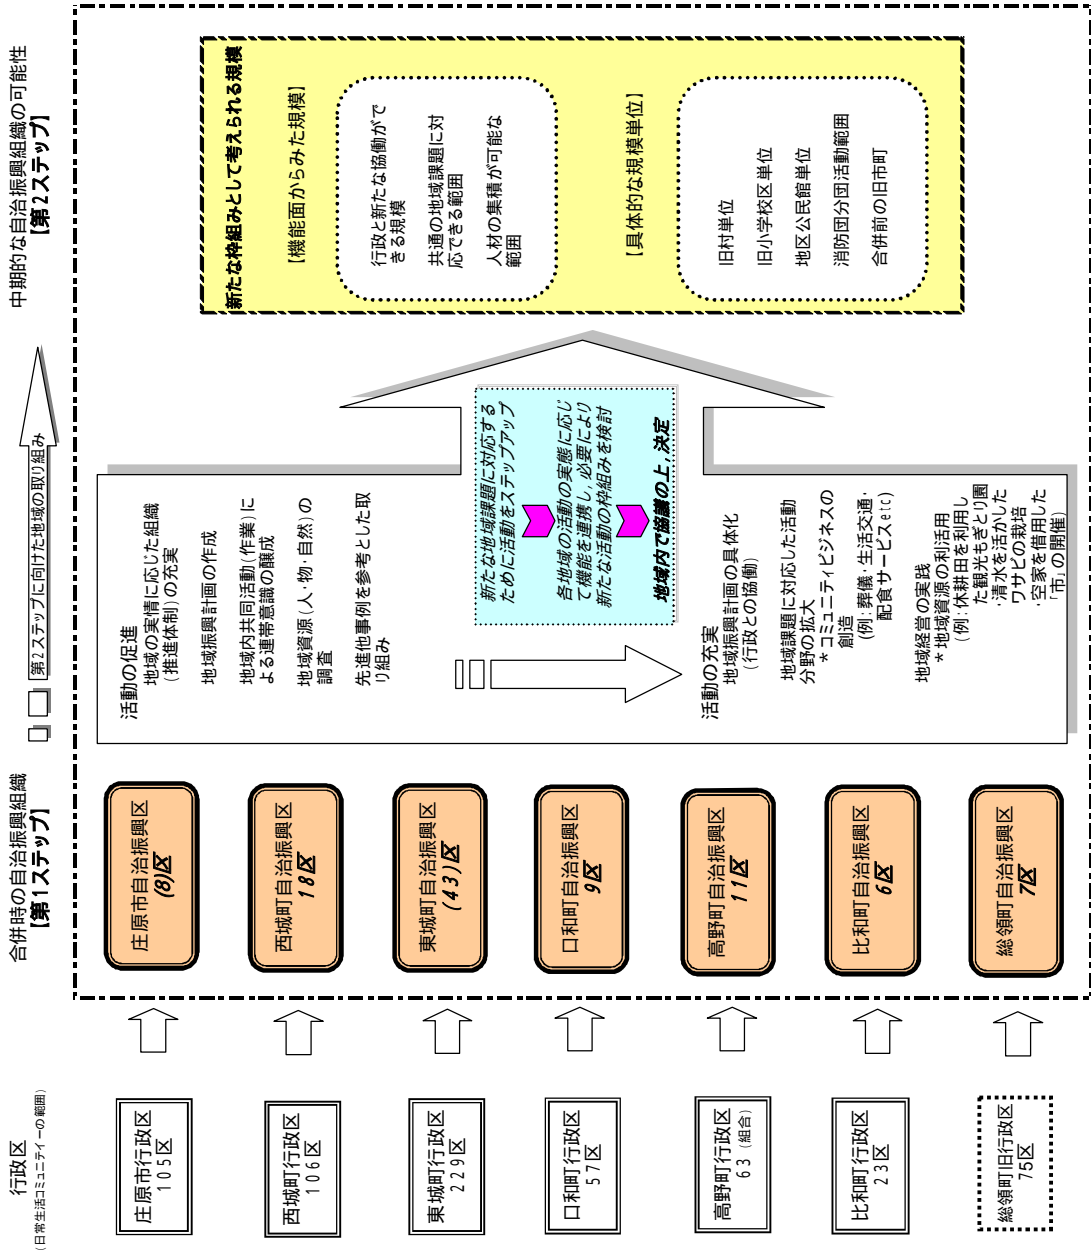 行政区
(日常生活コミュニティーの範囲)
合併時の自治振興組織
【第1ステップ】
第2ステップに向けた地域の取り組み
中期的な自治振興組織の可能性
【第2ステップ】
庄原市行政区
105区
西城町行政区
106区
東城町行政区
229区
口和町行政区
57区
高野町行政区
63(組合)
比和町行政区
23区
総領町旧行政区
75区
庄原市自治振興区
(8)区
西城町自治振興区
18区
東城町自治振興区
(43)区
口和町自治振興区
9区
高野町自治振興区
11区
比和町自治振興区
6区
総領町自治振興区
7区
活動の促進
地域の実情に応じた組織
(推進体制)の充実
地域振興計画の作成
地域内共同活動(作業)に
よる連帯意識の醸成
地域資源(人・物・自然)の
調査
先進他事例を参考とした取
り組み
活動の充実
地域振興計画の具体化
(行政との協働)
地域課題に対応した活動
分野の拡大
*コミュニティビジネスの
創造
(例:葬儀・生活交通・
配食サービスetc)
地域経営の実践
*地域資源の利活用
(例:休耕田を利用し
た観光もぎとり園
・清水を活かした
ワサビの栽培
・空家を借用した
「市」の開催)
新たな地域課題に対応する
ために活動をステップアップ
各地域の活動の実態に応じ
て機能を連携し,必要により
新たな活動の枠組みを検討
地域内で協議の上,決定
新たな枠組みとして考えられる規模
【機能面からみた規模】
行政と新たな協働がで
きる規模
共通の地域課題に対
応できる範囲
人材の集積が可能な
範囲
【具体的な規模単位】
旧村単位
旧小学校区単位
地区公民館単位
消防団分団活動範囲
合併前の旧市町